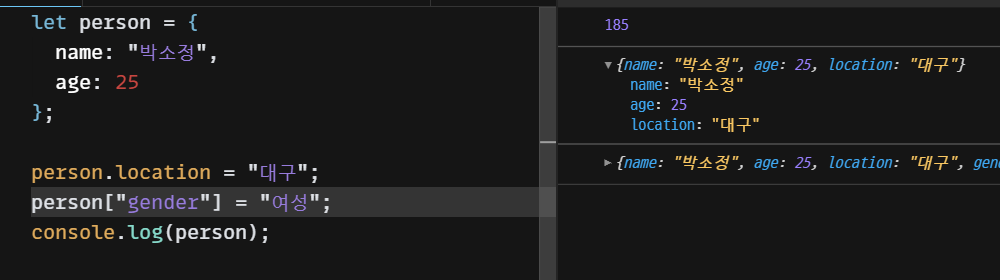 let person = {
name: "박소정",
age: 25
};
person.location = "대구";
person["gender"] = "여성";
console.log(person);
185
▼{name: "박소정", age: 25, location: "대구"}
name: "박소정"
age: 25
location: "대구"
▶{name: "박소정", age: 25, location: "대구", gen